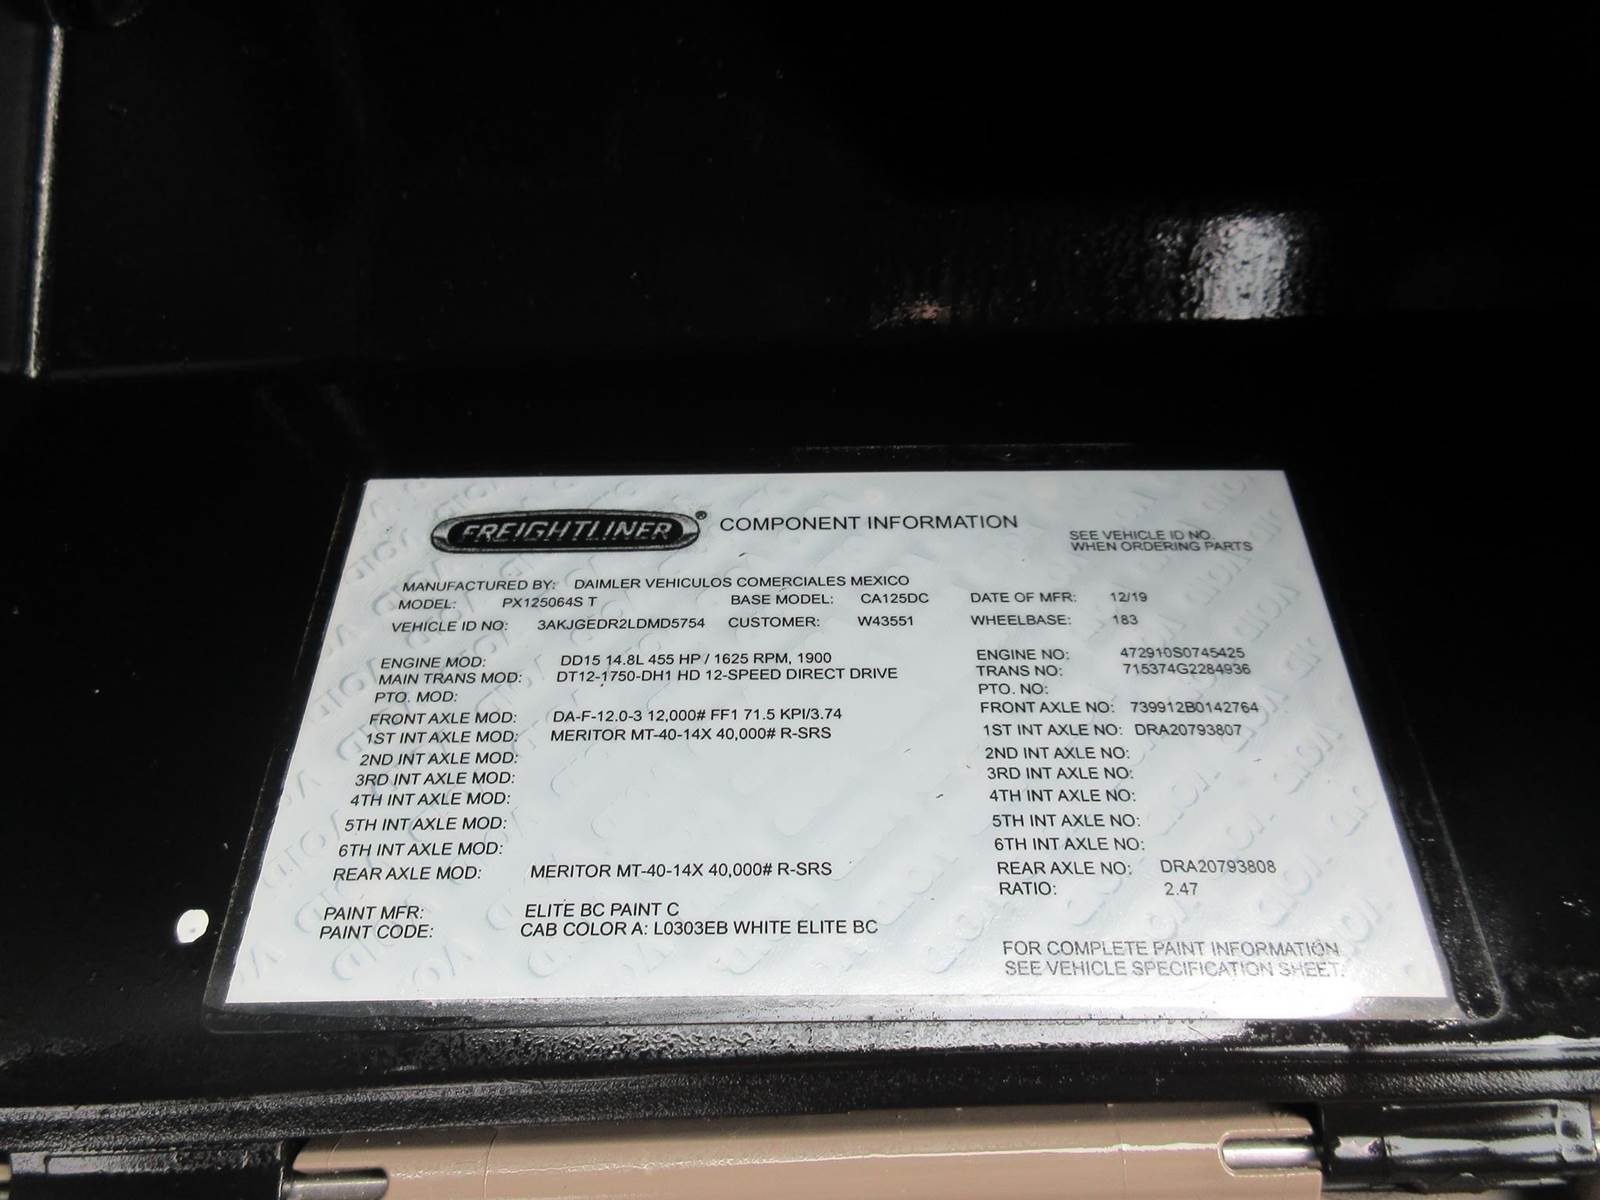 FREIGHTLINER® COMPONENT INFORMATION
SEE VEHICLE ID NO.
WHEN ORDERING PARTS
MANUFACTURED BY: DAIMLER VEHICULOS COMERCIALES MEXICO
MODEL: PX125064S T BASE MODEL: CA125DC DATE OF MFR: 12/19
VEHICLE ID NO: 3AKJGEDR2LDMD5754 CUSTOMER: W43551 WHEELBASE: 183
ENGINE MOD: DD15 14.8L 455 HP / 1625 RPM, 1900 ENGINE NO: 472910S0745425
MAIN TRANS MOD: DT12-1750-DH1 HD 12-SPEED DIRECT DRIVE TRANS NO: 715374G2284936
PTO. MOD: PTO. NO:
FRONT AXLE MOD: DA-F-12.0-3 12,000# FF1 71.5 KPI/3.74 FRONT AXLE NO: 739912B0142764
1ST INT AXLE MOD: MERITOR MT-40-14X 40,000# R-SRS 1ST INT AXLE NO: DRA20793807
2ND INT AXLE MOD: 2ND INT AXLE NO:
3RD INT AXLE MOD: 3RD INT AXLE NO:
4TH INT AXLE MOD: 4TH INT AXLE NO:
5TH INT AXLE MOD: 5TH INT AXLE NO:
6TH INT AXLE MOD: 6TH INT AXLE NO:
REAR AXLE MOD: MERITOR MT-40-14X 40,000# R-SRS REAR AXLE NO: DRA20793808
RATIO: 2.47
PAINT MFR: ELITE BC PAINT C
PAINT CODE: CAB COLOR A: L0303EB WHITE ELITE BC
FOR COMPLETE PAINT INFORMATION
SEE VEHICLE SPECIFICATION SHEET.